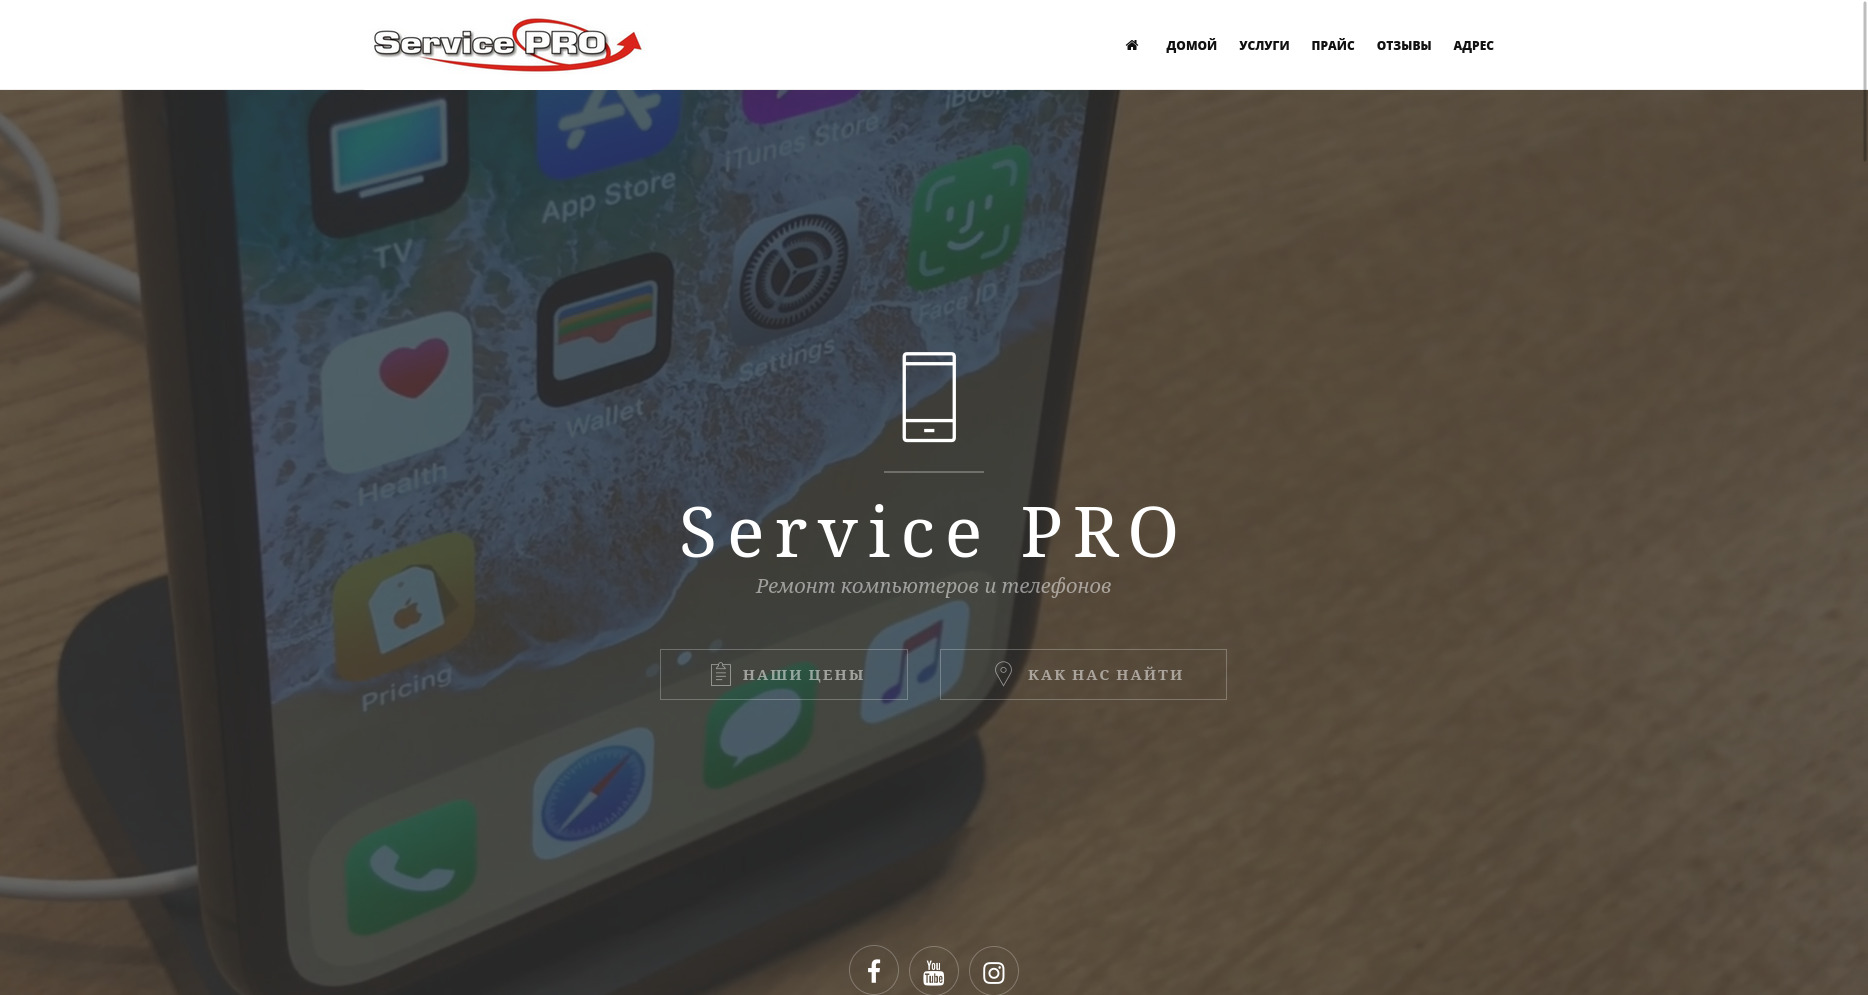 Service PRO
ДОМОЙ УСЛУГИ ПРАЙС ОТЗЫВЫ АДРЕС
iTunes Store
App Store
TV
Face ID
Settings
Wallet
Health
Service PRO
Ремонт компьютеров и телефонов
Pricing
НАШИ ЦЕНЫ
КАК НАС НАЙТИ
You
Tube